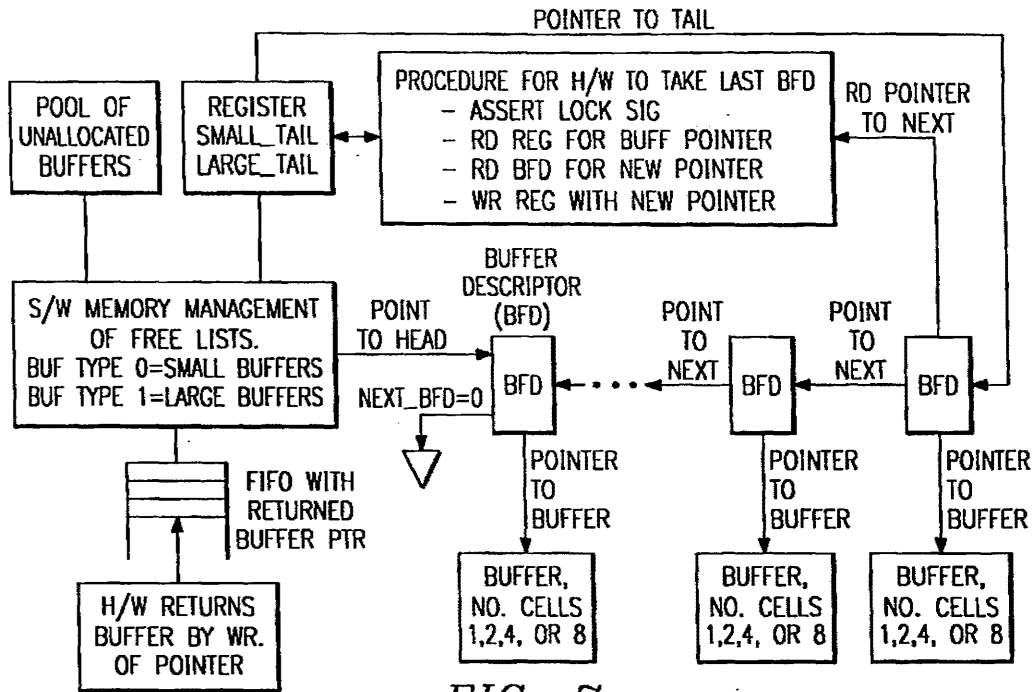 POINTER TO TAIL
POOL OF
UNALLOCATED
BUFFERS
REGISTER
SMALL_TAIL
LARGE_TAIL
PROCEDURE FOR H/W TO TAKE LAST BFD
- ASSERT LOCK SIG
- RD REG FOR BUFF POINTER
- RD BFD FOR NEW POINTER
- WR REG WITH NEW POINTER
RD POINTER
TO NEXT
S/W MEMORY MANAGEMENT
OF FREE LISTS.
BUF TYPE 0=SMALL BUFFERS
BUF TYPE 1=LARGE BUFFERS
POINT
TO HEAD
BUFFER
DESCRIPTOR
(BFD)
BFD
NEXT_BFD=0
POINT
TO
NEXT
BFD
POINT
TO
NEXT
BFD
FIFO WITH
RETURNED
BUFFER PTR
POINTER
TO
BUFFER
POINTER
TO
BUFFER
POINTER
TO
BUFFER
H/W RETURNS
BUFFER BY WR.
OF POINTER
BUFFER,
NO. CELLS
1,2,4, OR 8
BUFFER,
NO. CELLS
1,2,4, OR 8
BUFFER,
NO. CELLS
1,2,4, OR 8